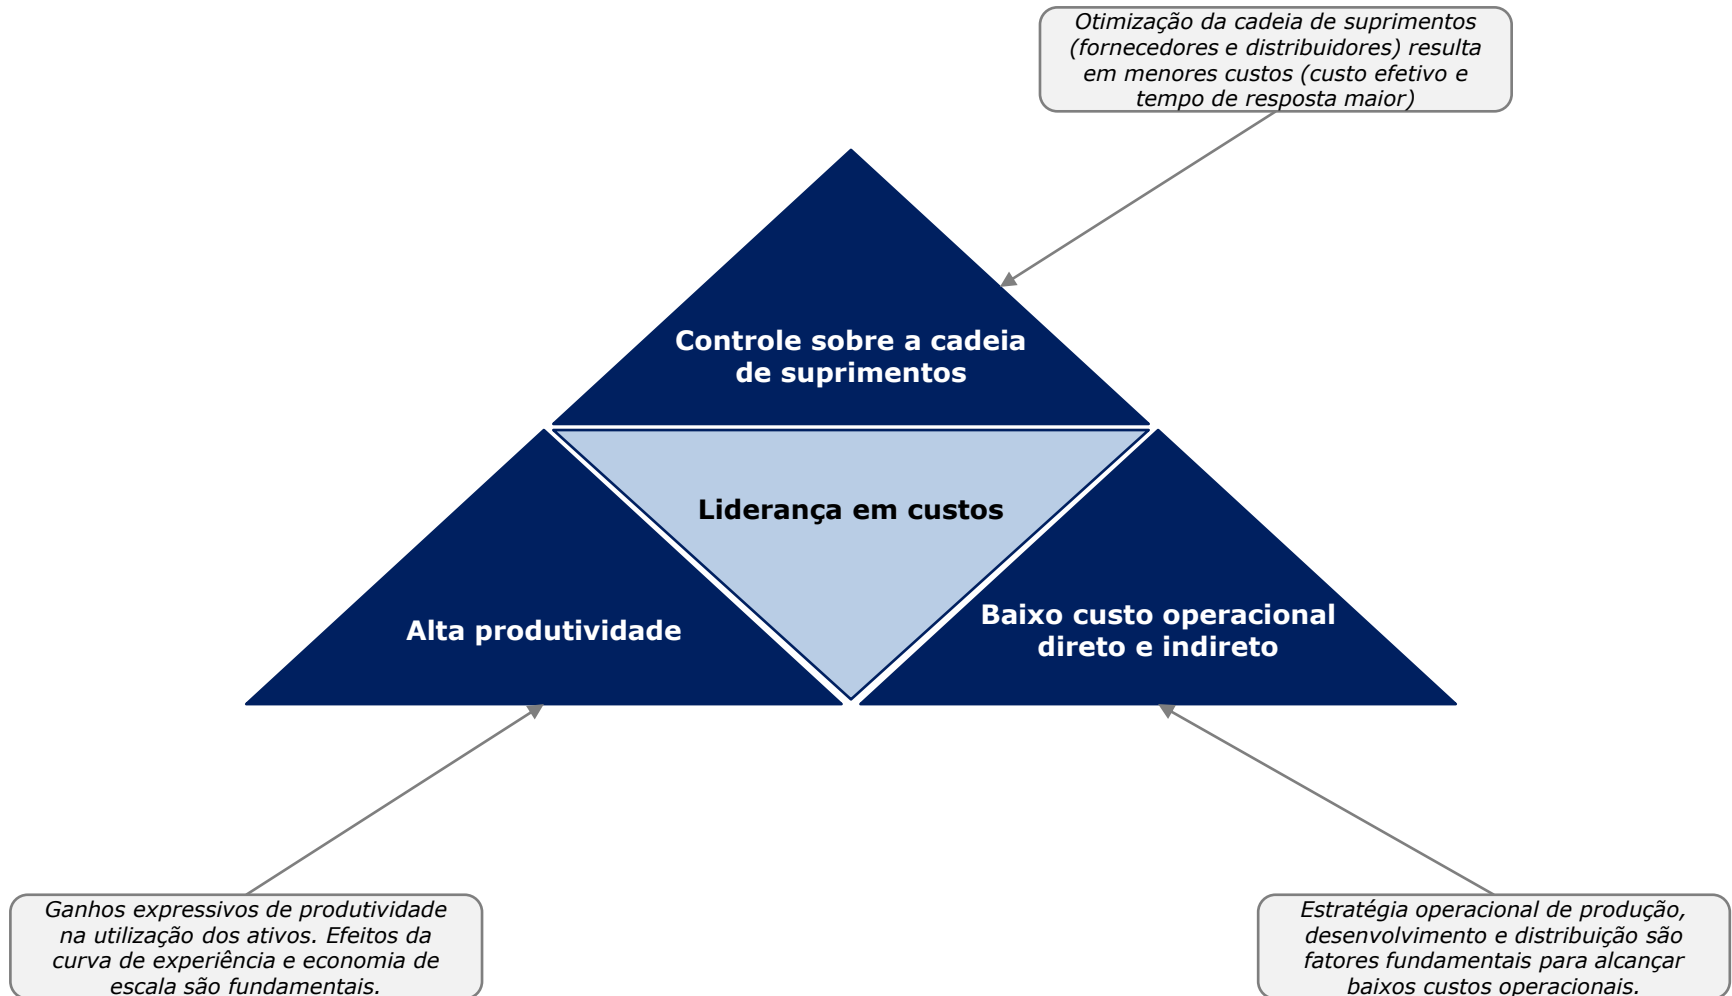 Otimização da cadeia de suprimentos
(fornecedores e distribuidores) resulta
em menores custos (custo efetivo e
tempo de resposta maior)
Controle sobre a cadeia
de suprimentos
Liderança em custos
Alta produtividade
Baixo custo operacional
direto e indireto
Ganhos expressivos de produtividade
na utilização dos ativos. Efeitos da
curva de experiência e economia de
escala são fundamentais.
Estratégia operacional de produção,
desenvolvimento e distribuição são
fatores fundamentais para alcançar
baixos custos operacionais.